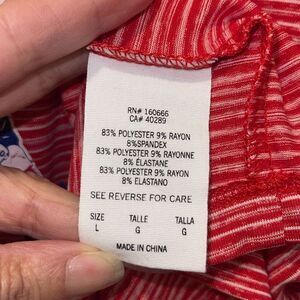 RN# 160666
CA# 40289
83% POLYESTER 9% RAYON
8%SPANDEX
83% POLYESTER 9% RAYONNE
8% ELASTANE
83% POLIESTER 9% RAYON
8% ELASTANO
SEE REVERSE FOR CARE
SIZE TALLE TALLA
L G G
MADE IN CHINA